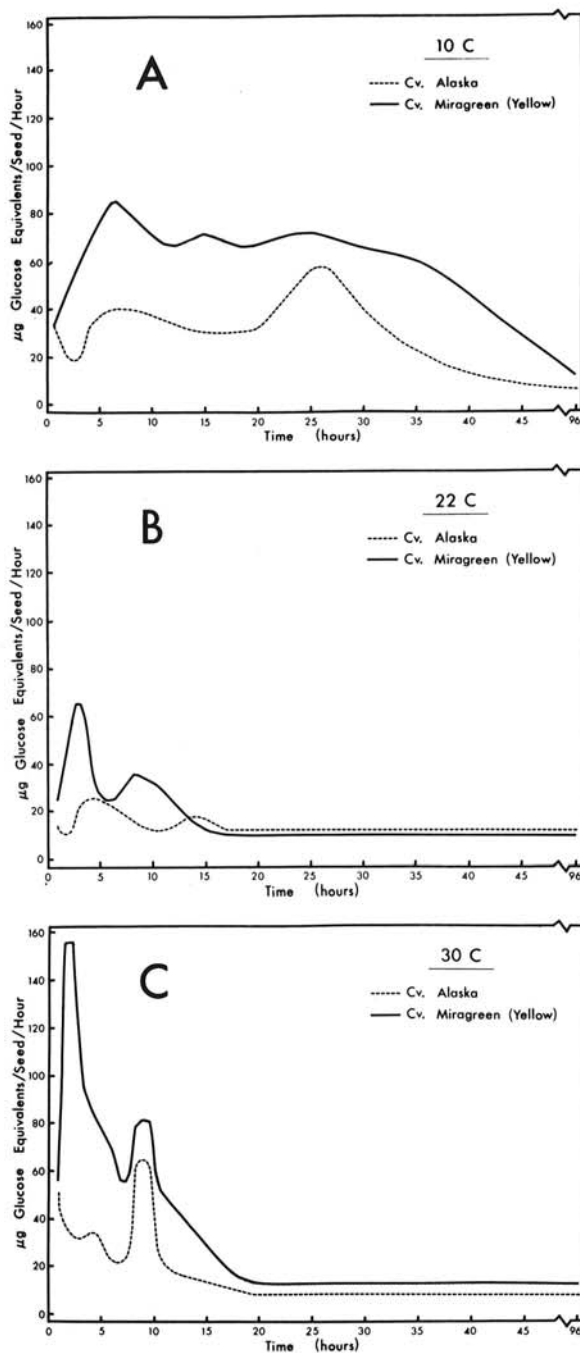 160
140
120
100
80
60
40
20
0
μg Glucose Equivalents/Seed/Hour
A
10 C
Cv. Alaska
Cv. Miragreen (Yellow)
0 5 10 15 20 25 30 35 40 45 96
Time (hours)
160
140
120
100
80
60
40
20
0
μg Glucose Equivalents/Seed/Hour
B
22 C
Cv. Alaska
Cv. Miragreen (Yellow)
0 5 10 15 20 25 30 35 40 45 96
Time (hours)
160
140
120
100
80
60
40
20
0
μg Glucose Equivalents/Seed/Hour
C
30 C
Cv. Alaska
Cv. Miragreen (Yellow)
0 5 10 15 20 25 30 35 40 45 96
Time (hours)